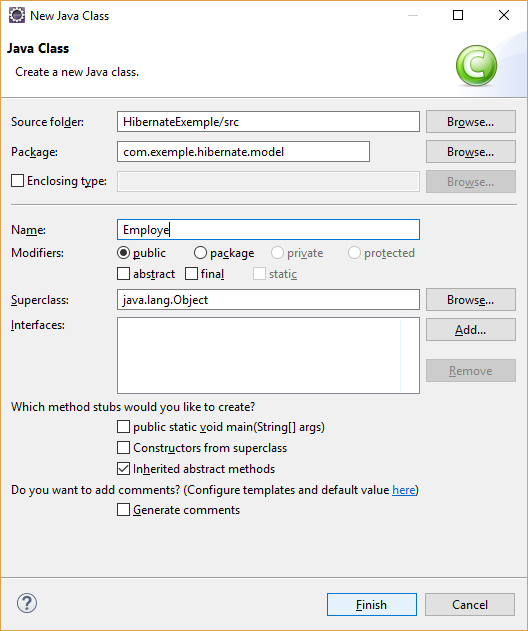 New Java Class
Java Class
Create a new Java class.
C
Source folder: HibernateExemple/src Browse...
Package: com.exemple.hibernate.model Browse...
Enclosing type: Browse...
Name: Employe
Modifiers: public package private protected
abstract final static
Superclass: java.lang.Object Browse...
Interfaces: Add...
Remove
Which method stubs would you like to create?
public static void main(String[] args)
Constructors from superclass
Inherited abstract methods
Do you want to add comments? (Configure templates and default value here)
Generate comments
? Finish Cancel